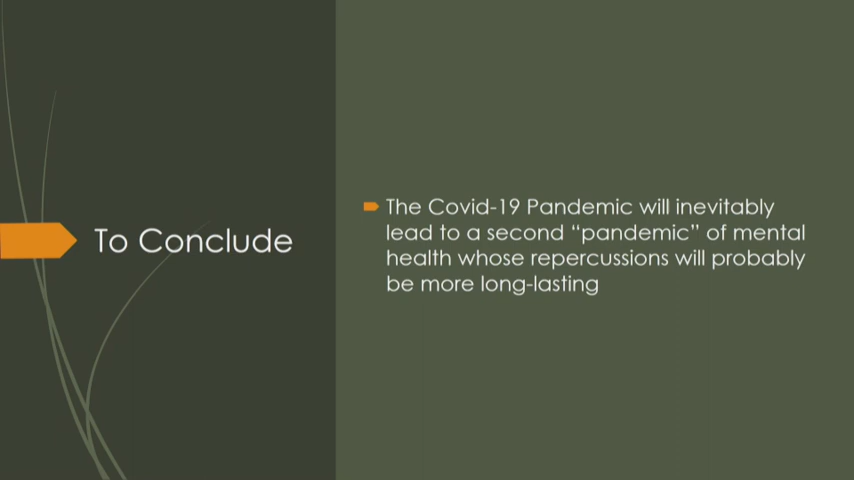 To Conclude
The Covid-19 Pandemic will inevitably
lead to a second “pandemic” of mental
health whose repercussions will probably
be more long-lasting